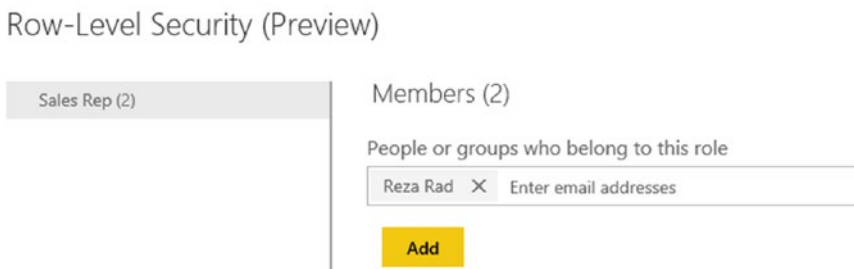 Row-Level Security (Preview)
Sales Rep (2)
Members (2)
People or groups who belong to this role
Reza Rad X Enter email addresses
Add